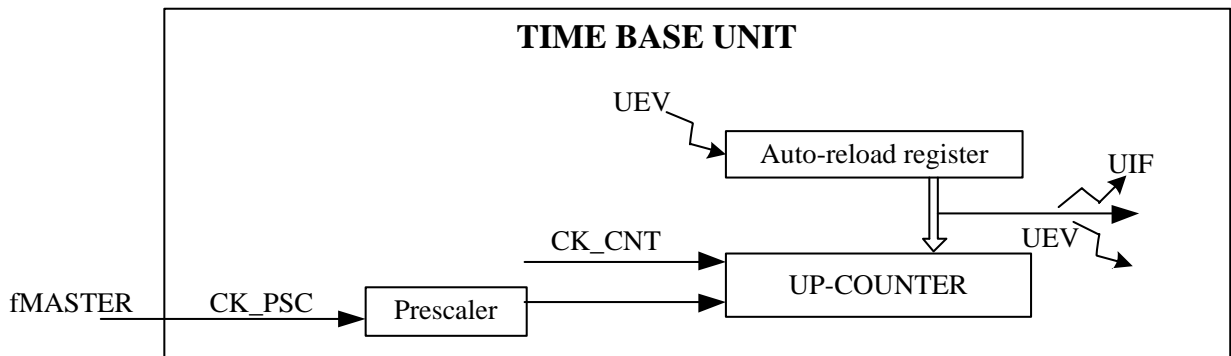 TIME BASE UNIT
UEV
Auto-reload register
UIF
UEV
CK_CNT
UP-COUNTER
fMASTER
CK_PSC
Prescaler